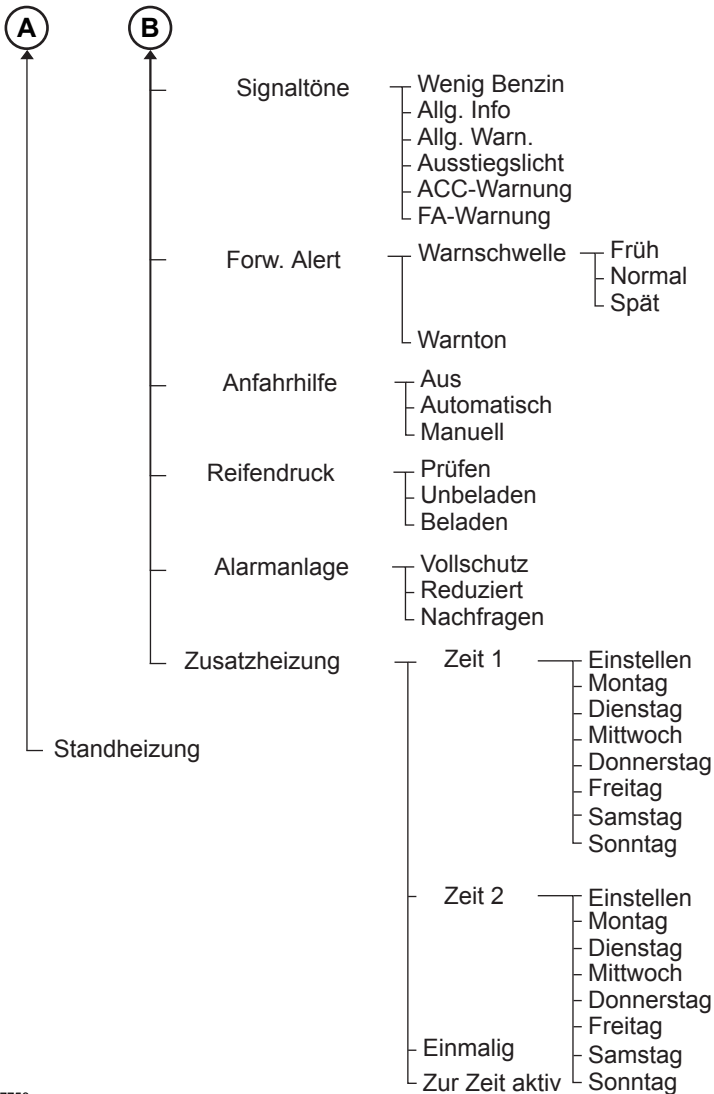 A B
Signaltöne
Wenig Benzin
Allg. Info
Allg. Warn.
Ausstiegslicht
ACC-Warnung
FA-Warnung
Forw. Alert
Warnschwelle
Früh
Normal
Spät
Warnton
Anfahrhilfe
Aus
Automatisch
Manuell
Reifendruck
Prüfen
Unbeladen
Beladen
Alarmanlage
Vollschutz
Reduziert
Nachfragen
Zusatzheizung
Zeit 1
Einstellen
Montag
Dienstag
Mittwoch
Donnerstag
Freitag
Samstag
Sonntag
Standheizung
Zeit 2
Einstellen
Montag
Dienstag
Mittwoch
Donnerstag
Freitag
Samstag
Sonntag
Einmalig
Zur Zeit aktiv